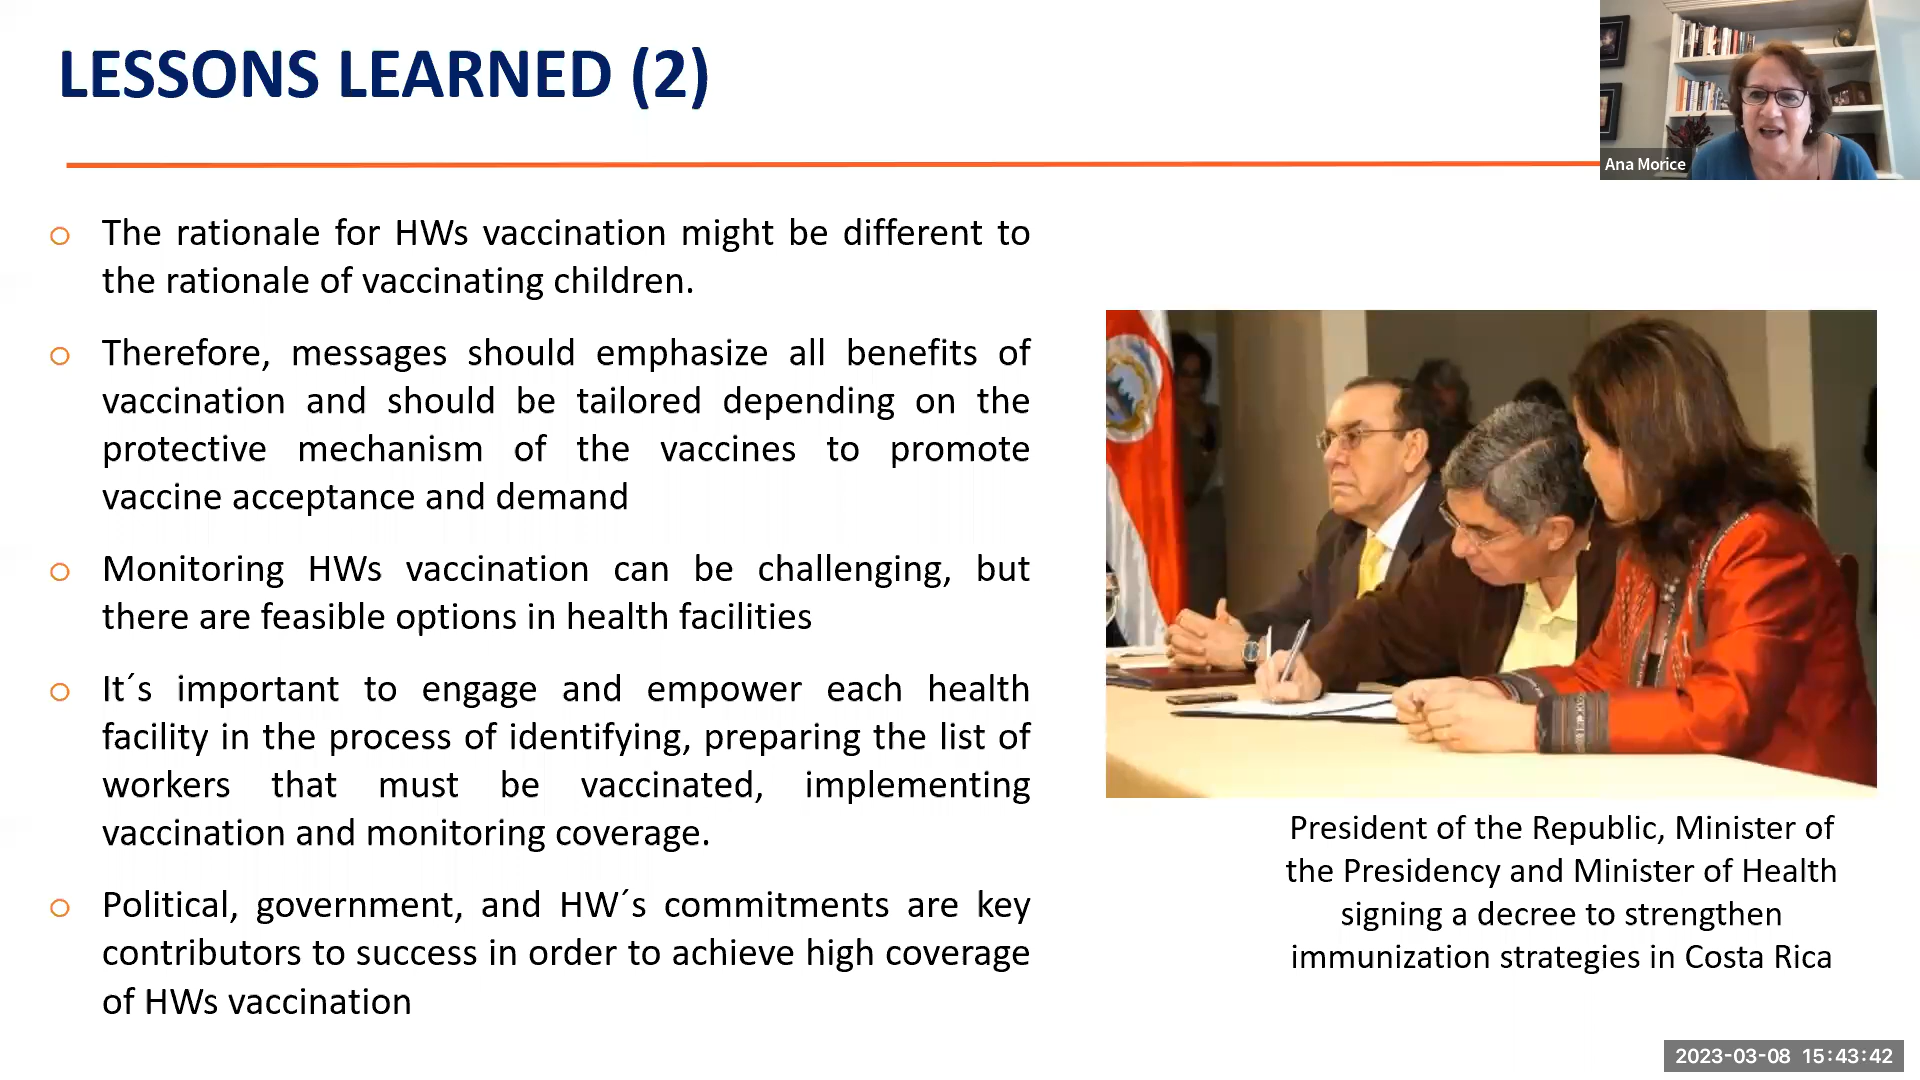 LESSONS LEARNED (2)
Ana Morice
o The rationale for HWs vaccination might be different to
the rationale of vaccinating children.
o Therefore, messages should emphasize all benefits of
vaccination and should be tailored depending on the
protective mechanism of the vaccines to promote
vaccine acceptance and demand
o Monitoring HWs vaccination can be challenging, but
there are feasible options in health facilities
o It´s important to engage and empower each health
facility in the process of identifying, preparing the list of
workers that must be vaccinated, implementing
vaccination and monitoring coverage.
o Political, government, and HW´s commitments are key
contributors to success in order to achieve high coverage
of HWs vaccination
President of the Republic, Minister of
the Presidency and Minister of Health
signing a decree to strengthen
immunization strategies in Costa Rica
2023-03-08 15:43:42